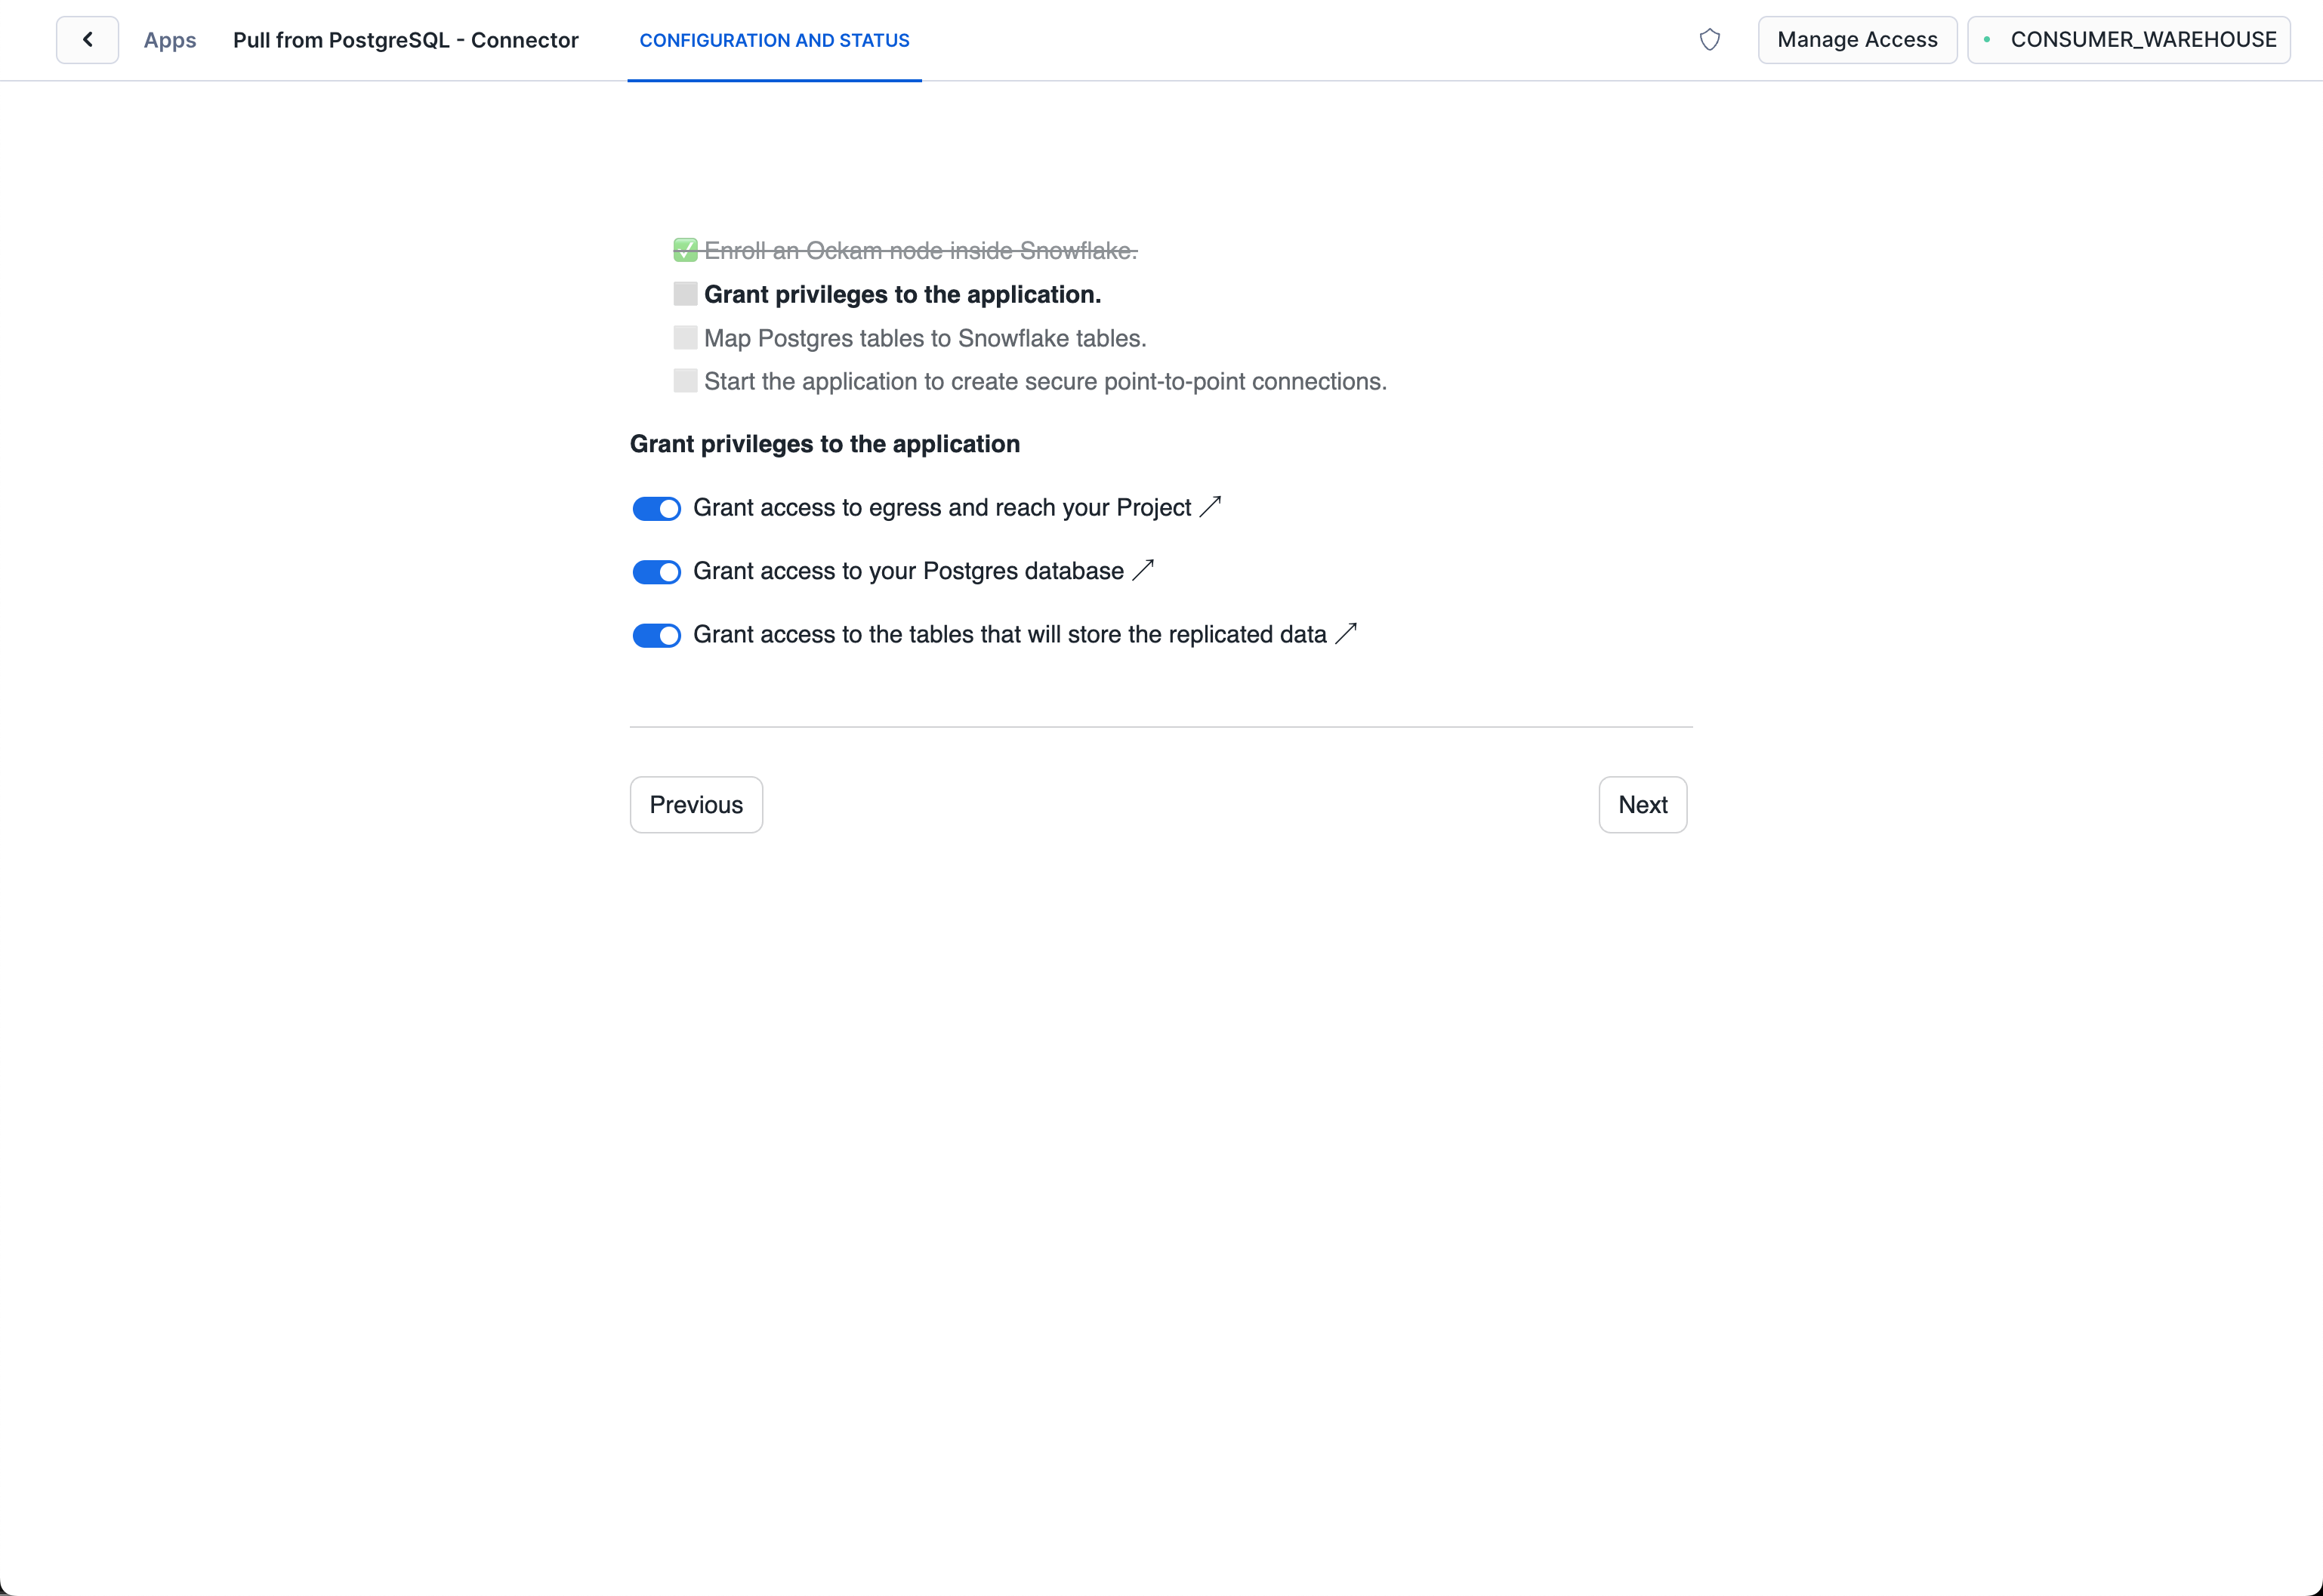 Apps
Pull from PostgreSQL - Connector
CONFIGURATION AND STATUS
Manage Access
CONSUMER_WAREHOUSE
Enroll an Ockam node inside Snowflake.
Grant privileges to the application.
Map Postgres tables to Snowflake tables.
Start the application to create secure point-to-point connections.
Grant privileges to the application
Grant access to egress and reach your Project
Grant access to your Postgres database
Grant access to the tables that will store the replicated data
Previous
Next